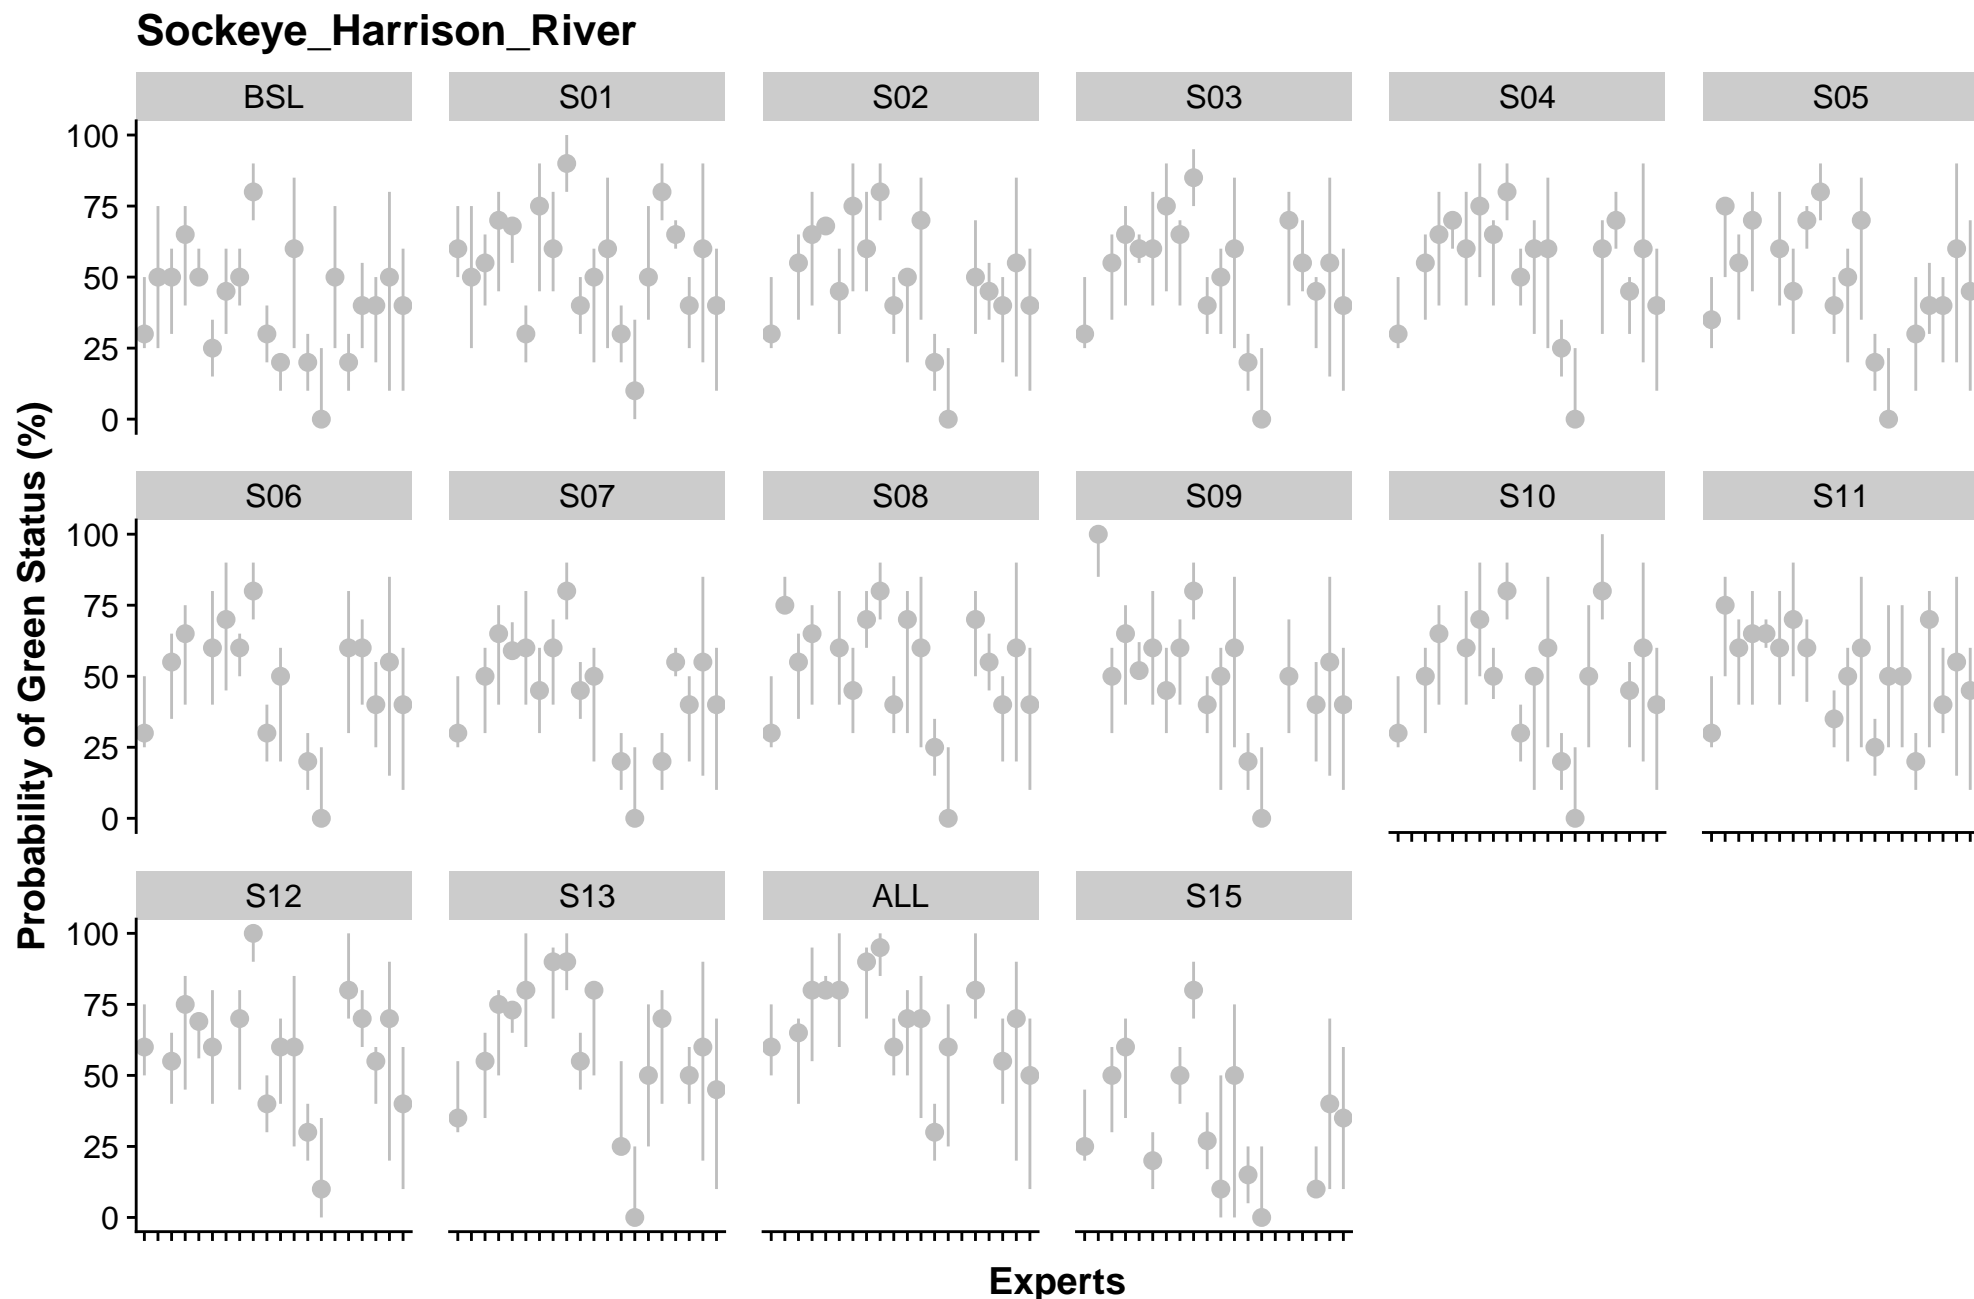 Sockeye_Harrison_River
BSL S01 S02 S03 S04 S05
100
75
50
25
0
S06 S07 S08 S09 S10 S11
100
75
50
25
0
S12 S13 ALL S15
100
75
50
25
0
Probability of Green Status (%)
Experts